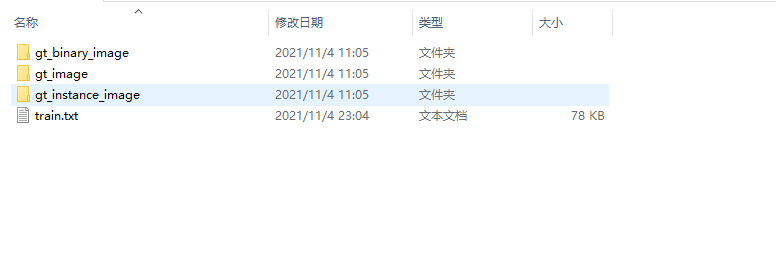 名称 修改日期 类型 大小
gt_binary_image 2021/11/4 11:05 文件夹
gt_image 2021/11/4 11:05 文件夹
gt_instance_image 2021/11/4 11:05 文件夹
train.txt 2021/11/4 23:04 文本文档 78 KB